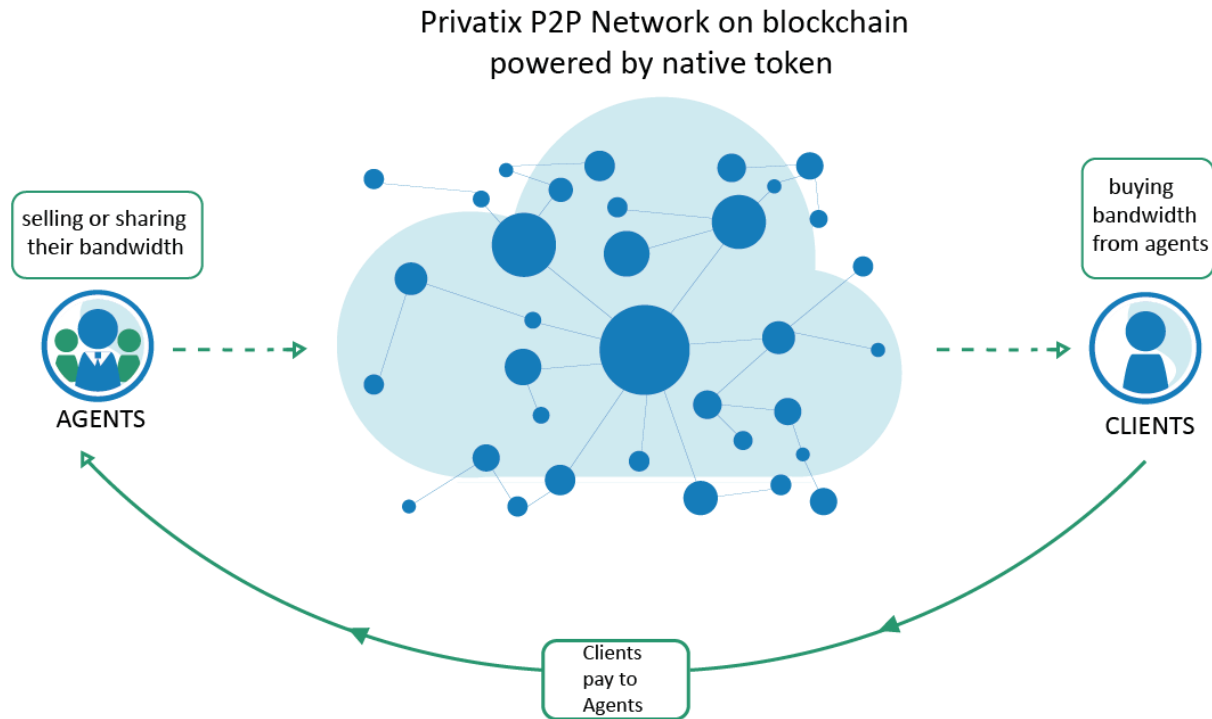 Privatix P2P Network on blockchain
powered by native token
selling or sharing
their bandwidth
AGENTS
buying
bandwidth
from agents
CLIENTS
Clients
pay to
Agents